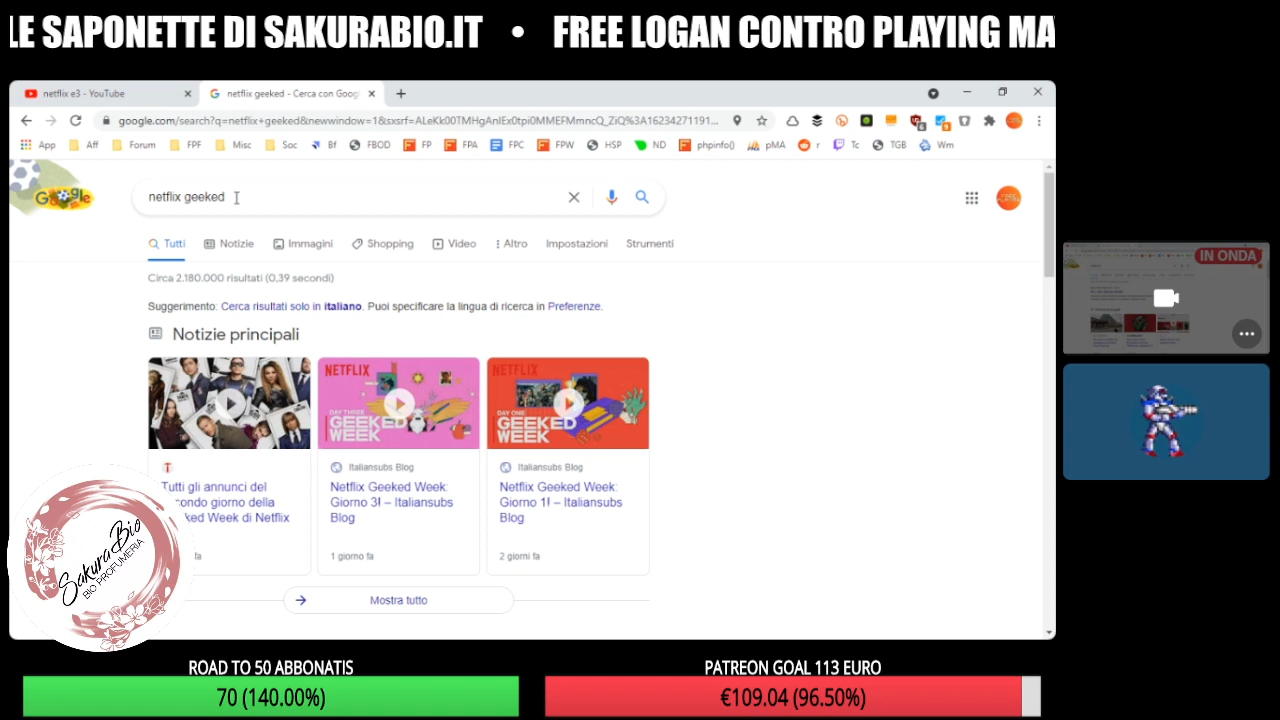 LE SAPONETTE DI SAKURABIO.IT • FREE LOGAN CONTRO PLAYING MA
netflix e3 - YouTube
netflix geeked - Cerca con Goog
google.com/search?q=netflix+geeked&newwindow=1&sxsrf=ALeKk00TMHgAnIEx0tpi0MMEFMmncQ_ZiQ%3A16234271191...
App Aff Forum FPF Misc Soc Bf FBOD FP FPA FPC FPW HSP ND phpinfo() pMA r Tc TGB Wm
Google
netflix geeked
Tutti Notizie Immagini Shopping Video Altro Impostazioni Strumenti
Circa 2.180.000 risultati (0,39 secondi)
Suggerimento: Cerca risultati solo in italiano. Puoi specificare la lingua di ricerca in Preferenze.
Notizie principali
NETFLIX
DAY THREE
GEEKED
WEEK
NETFLIX
DAY ONE
GEEKED
WEEK
T
Tutti gli annunci del
condo giorno della
ked Week di Netflix
fa
Italiansubs Blog
Netflix Geeked Week:
Giorno 3! – Italiansubs
Blog
1 giorno fa
Italiansubs Blog
Netflix Geeked Week:
Giorno 1! – Italiansubs
Blog
2 giorni fa
Mostra tutto
IN ONDA
SakuraBio
BIO PROFUMERIA
ROAD TO 50 ABBONATIS
70 (140.00%)
PATREON GOAL 113 EURO
€109.04 (96.50%)